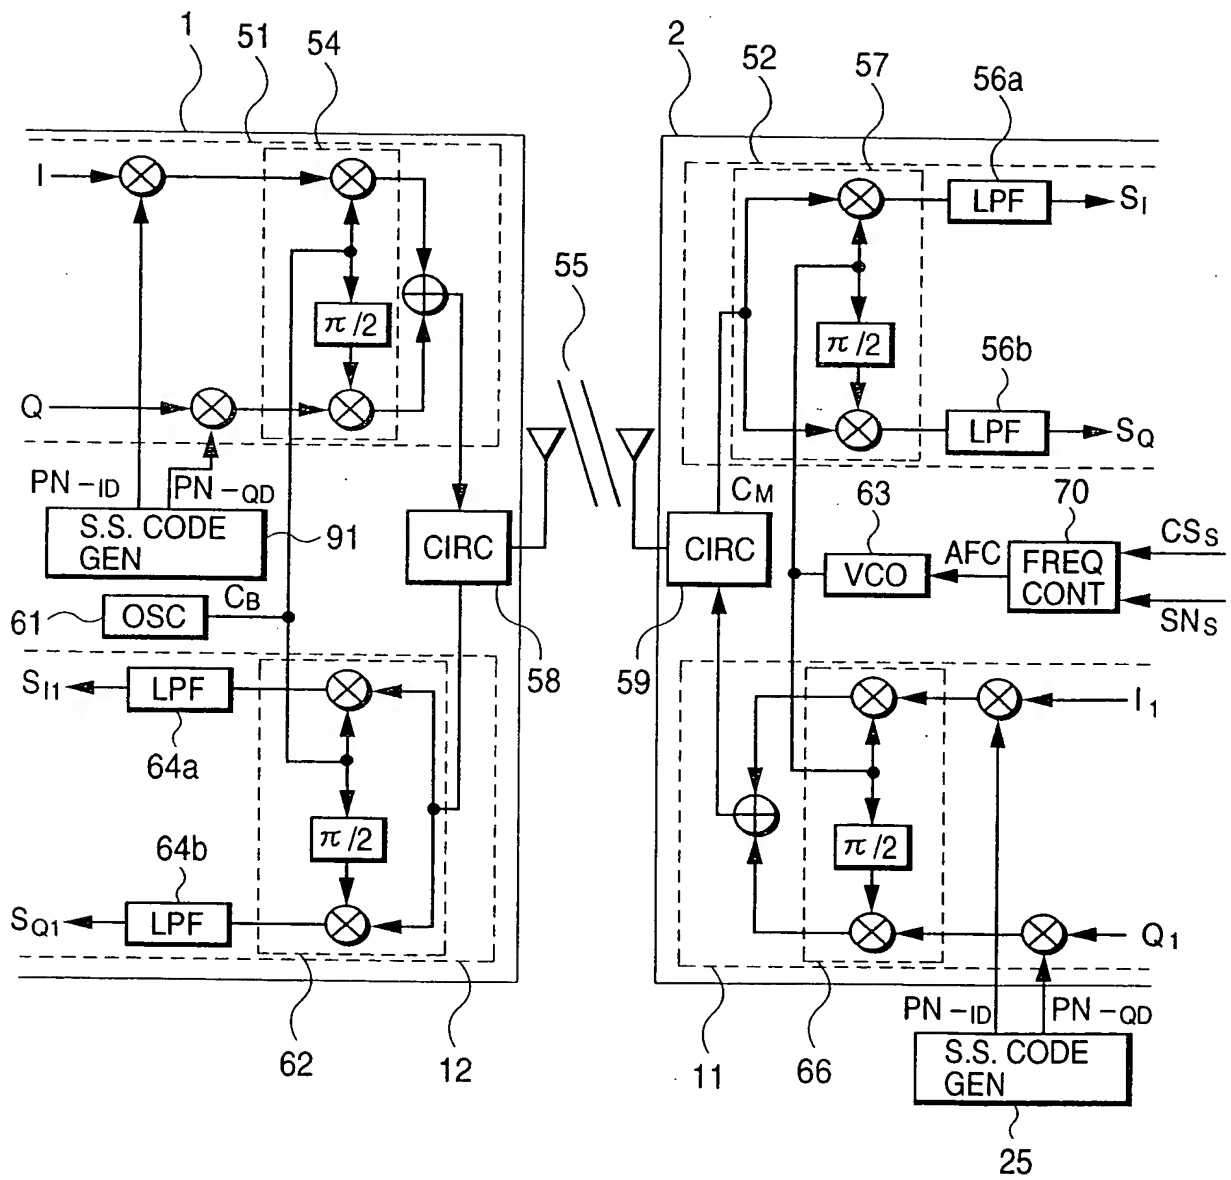 1
51
54
2
52
57
56a
I
LPF
S_I
55
π/2
π/2
56b
Q
LPF
S_Q
PN-ID
PN-QD
C_M
63
70
S.S. CODE
GEN
91
CIRC
CIRC
VCO
AFC
FREQ
CONT
CS_S
SN_S
61
OSC
C_B
58
59
S_I1
LPF
I_1
64a
64b
π/2
π/2
S_Q1
LPF
Q_1
62
12
11
66
PN-ID
PN-QD
S.S. CODE
GEN
25